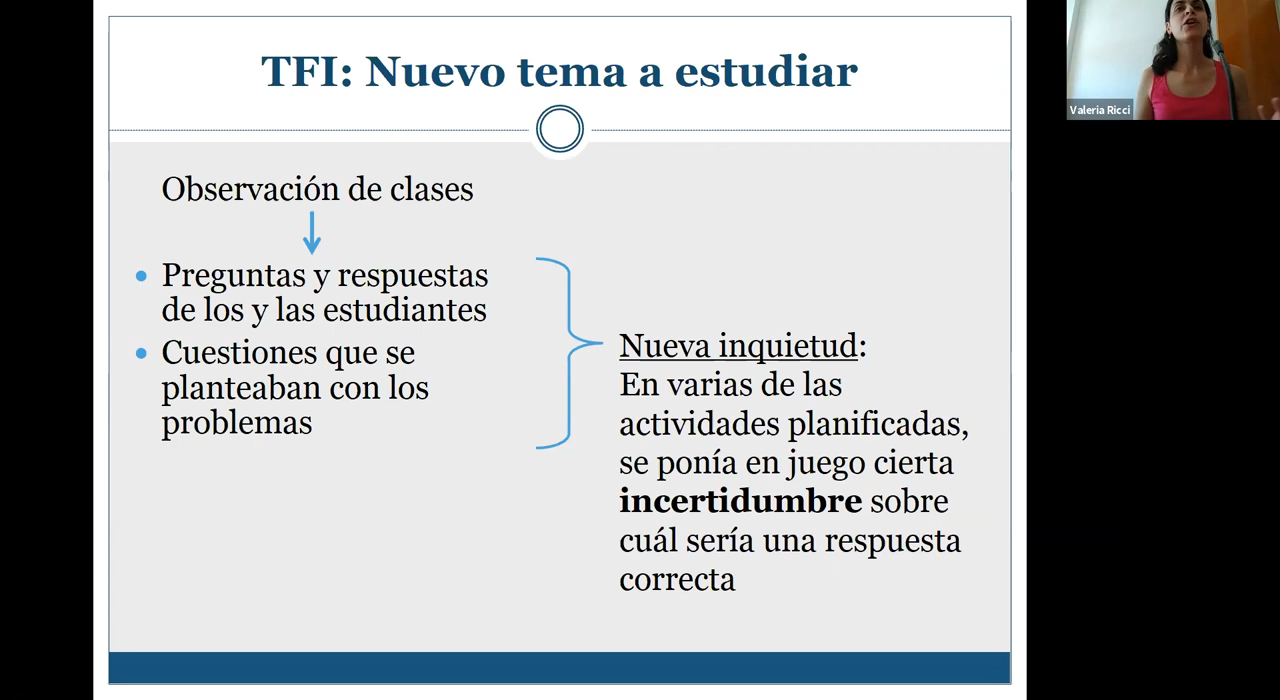 TFI: Nuevo tema a estudiar
Valeria Ricci
Observación de clases
• Preguntas y respuestas
de los y las estudiantes
• Cuestiones que se
planteaban con los
problemas
Nueva inquietud:
En varias de las
actividades planificadas,
se ponía en juego cierta
incertidumbre sobre
cuál sería una respuesta
correcta